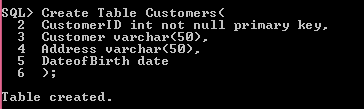 SQL> Create Table Customers(
  2  CustomerID int not null primary key,
  3  Customer varchar(50),
  4  Address varchar(50),
  5  DateofBirth date
  6  );
Table created.